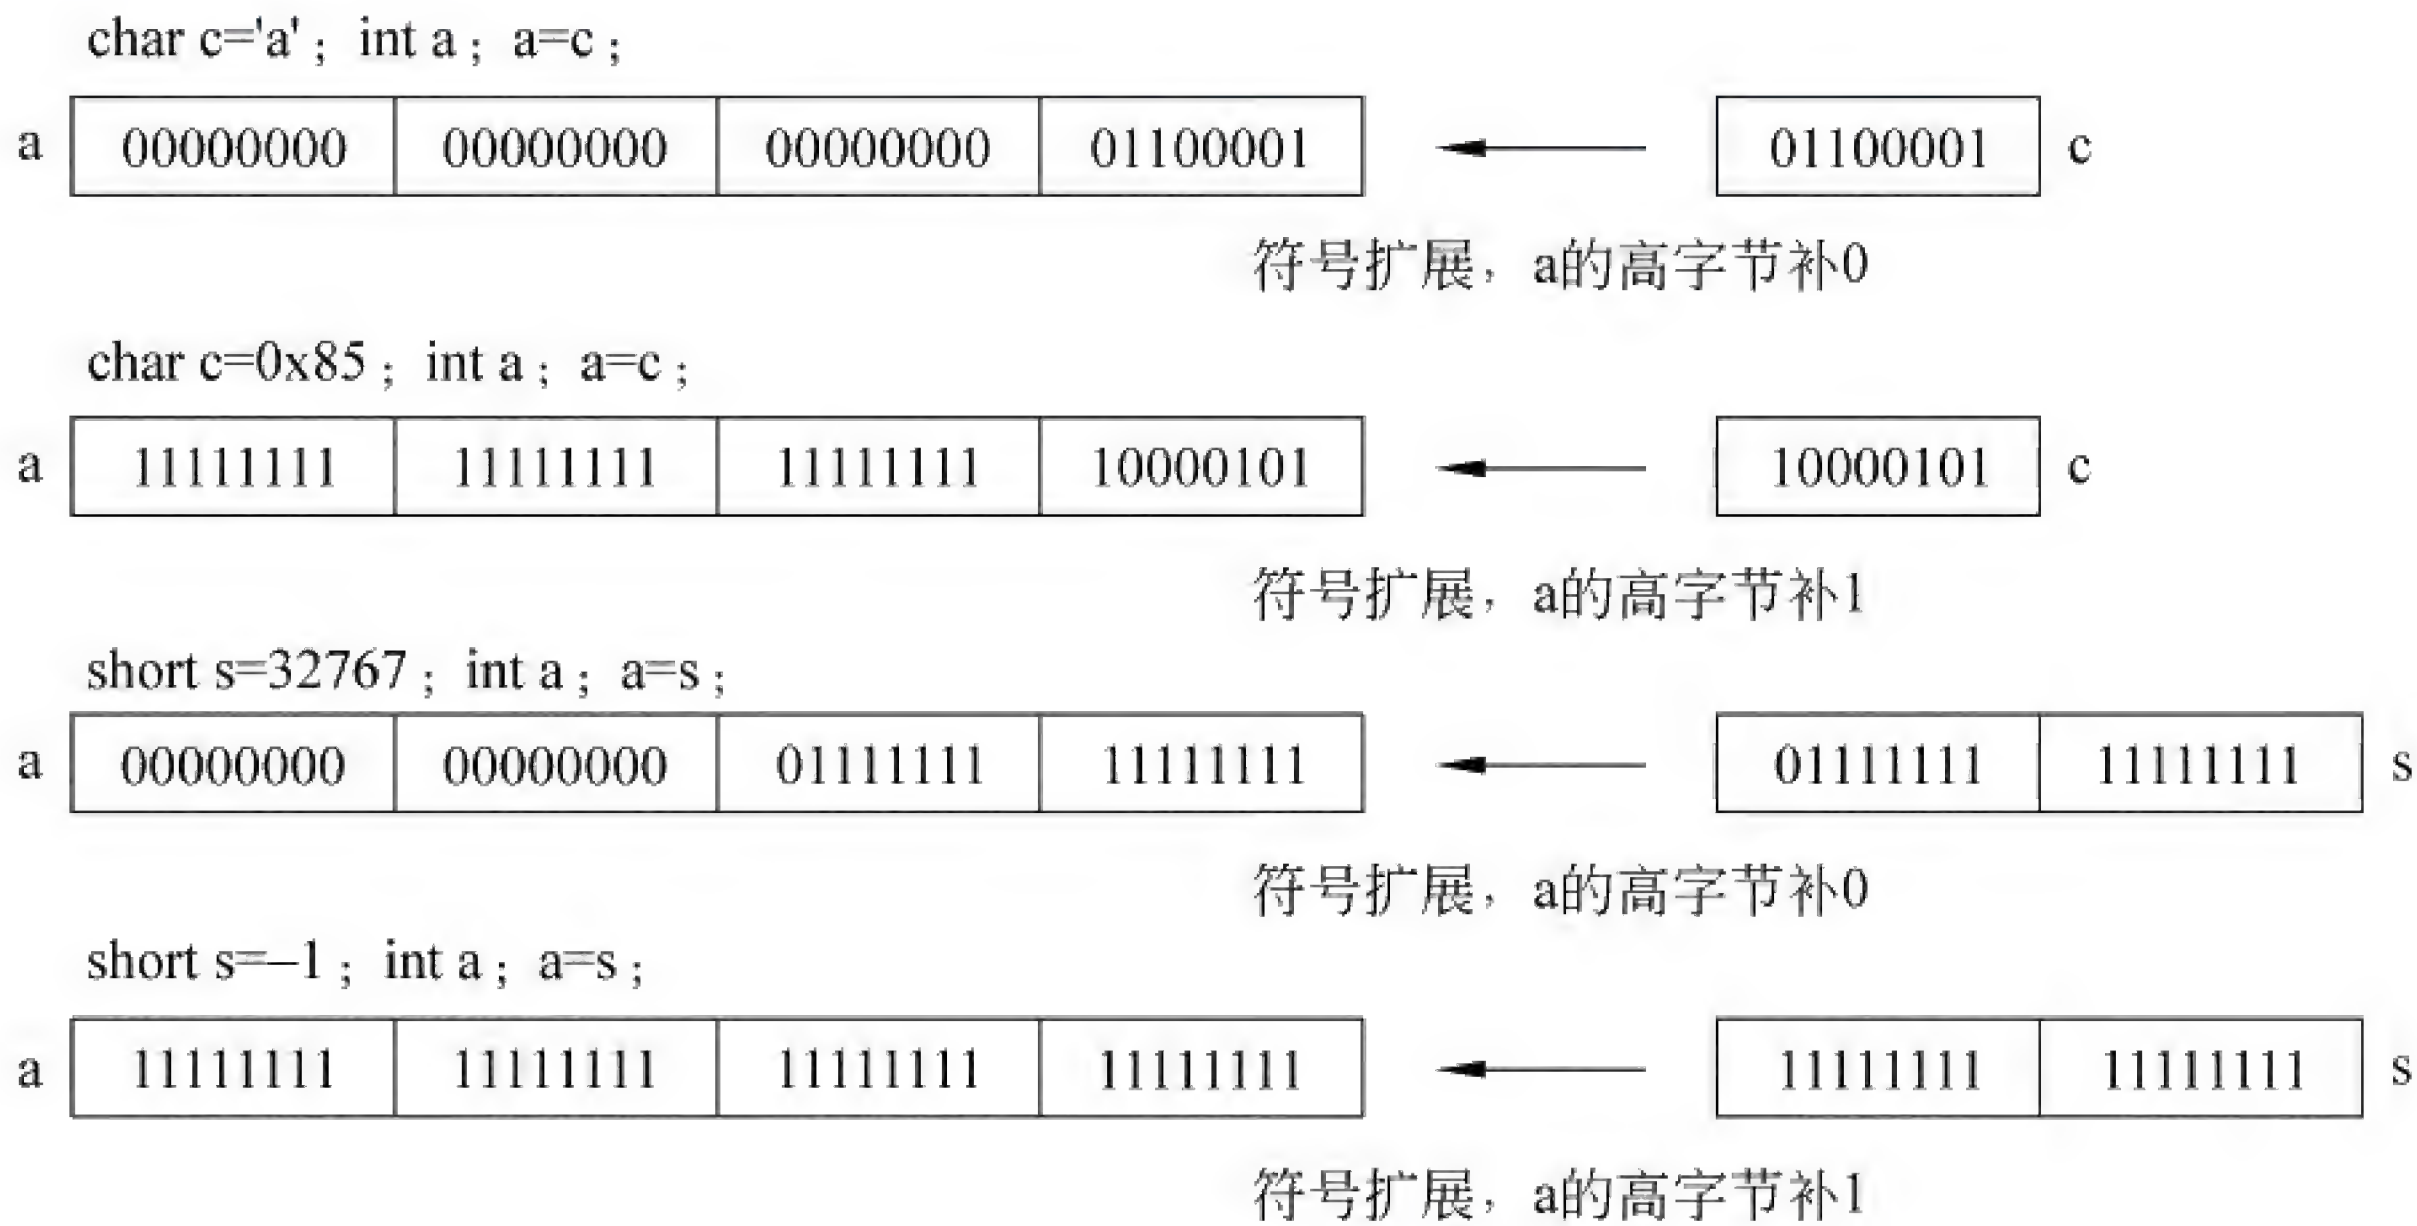 char c='a'；int a；a=c；
a 00000000 00000000 00000000 01100001 01100001 c
符号扩展，a的高字节补0
char c=0x85；int a；a=c；
a 11111111 11111111 11111111 10000101 10000101 c
符号扩展，a的高字节补1
short s=32767；int a；a=s；
a 00000000 00000000 01111111 11111111 01111111 11111111 s
符号扩展，a的高字节补0
short s=–1；int a；a=s；
a 11111111 11111111 11111111 11111111 11111111 11111111 s
符号扩展，a的高字节补1